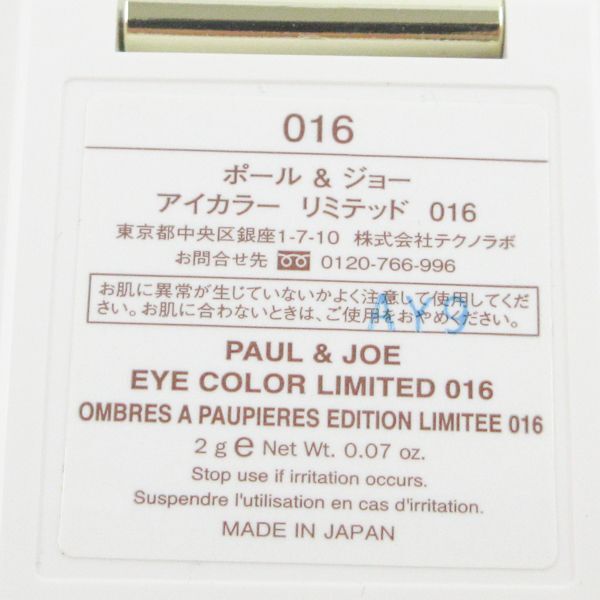 016
ポール & ジョー
アイカラー リミテッド 016
東京都中央区銀座1-7-10 株式会社テクノラボ
お問合せ先 0120-766-996
お肌に異常が生じていないかよく注意して使用してくだ
さい。お肌に合わないときは、ご使用をおやめください。
AY9
PAUL & JOE
EYE COLOR LIMITED 016
OMBRES A PAUPIERES EDITION LIMITEE 016
2 g e Net Wt. 0.07 oz.
Stop use if irritation occurs.
Suspendre l'utilisation en cas d'irritation.
MADE IN JAPAN